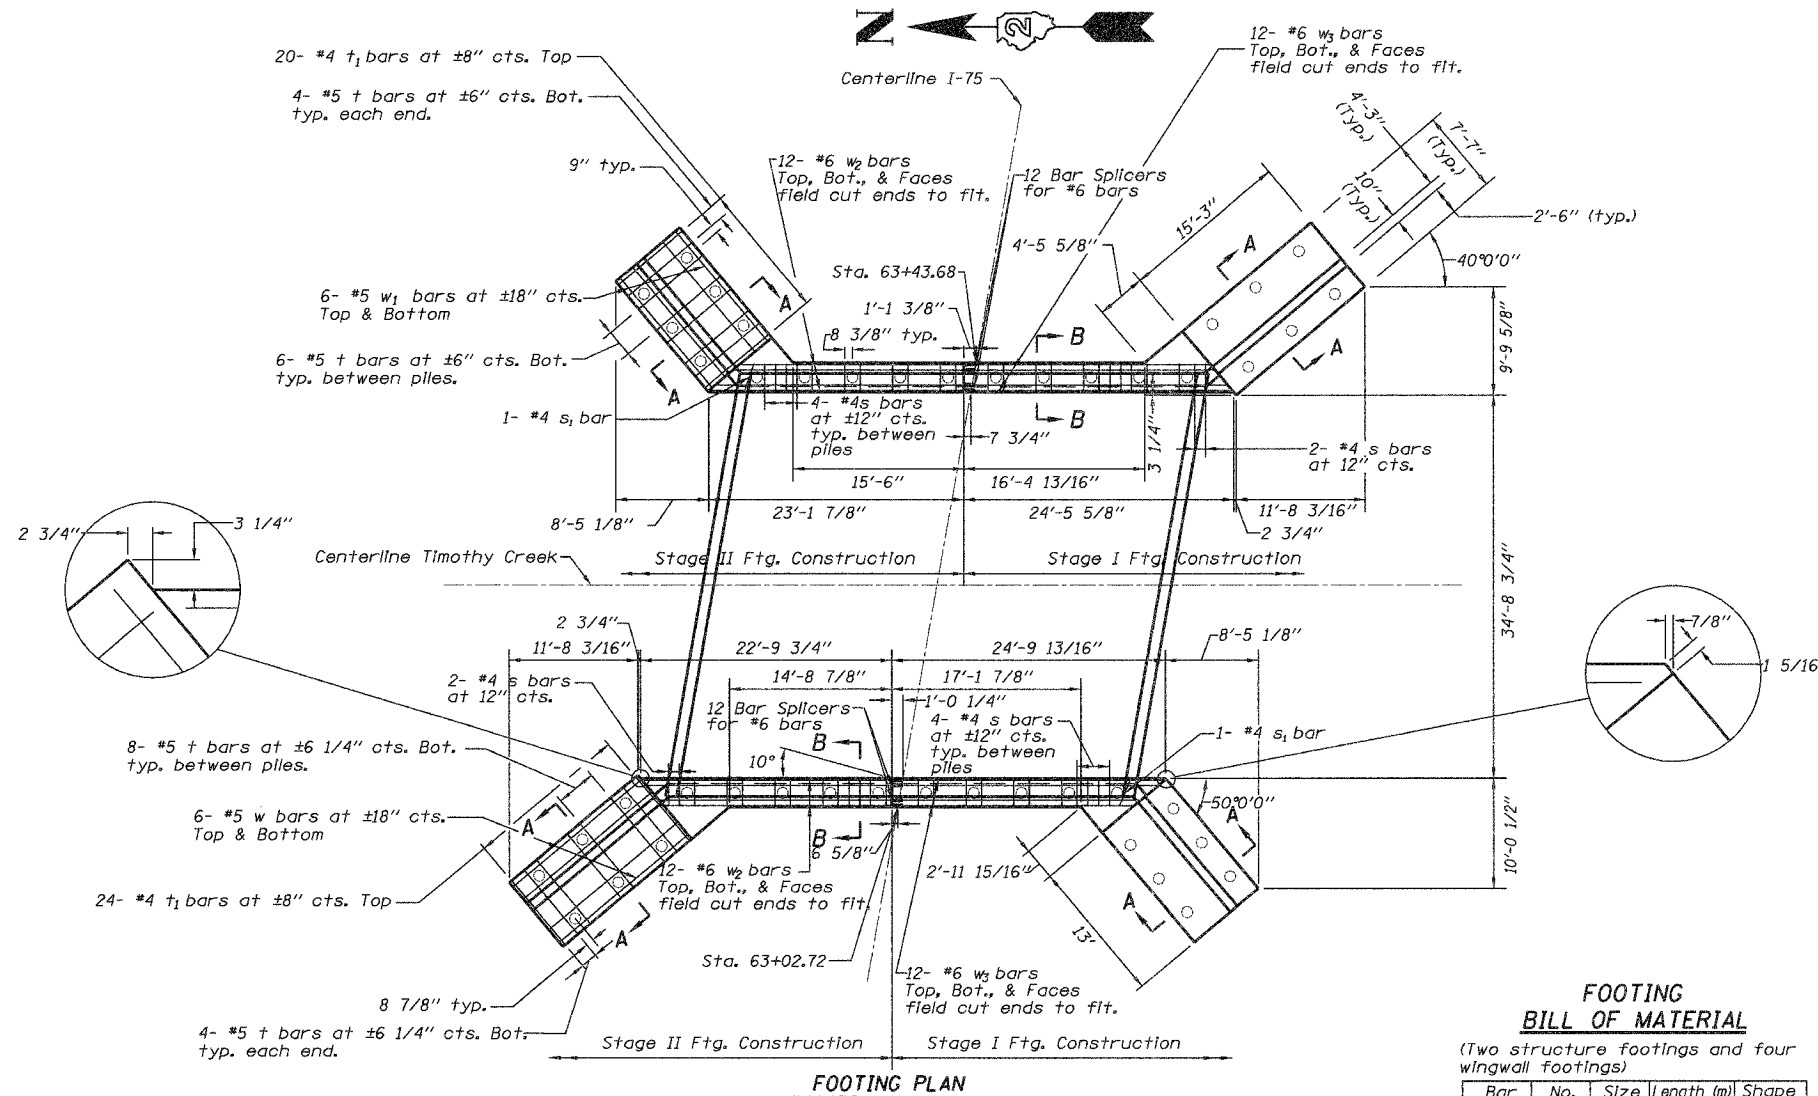 N
2
20- #4 t₁ bars at ±8" cts. Top
4- #5 t bars at ±6" cts. Bot.
typ. each end.
9" typ.
Centerline I-75
12- #6 w₃ bars
Top, Bot., & Faces
field cut ends to fit.
4'-3"
(Typ.)
7'-7"
(Typ.)
10"
(Typ.)
2'-6" (typ.)
40°0'0"
12- #6 w₂ bars
Top, Bot., & Faces
field cut ends to fit.
12 Bar Splicers
for #6 bars
15'-3"
4'-5 5/8"
Sta. 63+43.68
1'-1 3/8"
8 3/8" typ.
6- #5 w₁ bars at ±18" cts.
Top & Bottom
6- #5 t bars at ±6" cts. Bot.
typ. between piles.
A
A
A
A
B
B
9'-9 5/8"
1- #4 s₁ bar
4- #4s bars
at ±12" cts.
typ. between
piles
7 3/4"
3 1/4"
2- #4 s bars
at 12" cts.
15'-6"
16'-4 13/16"
8'-5 1/8"
23'-1 7/8"
24'-5 5/8"
11'-8 3/16"
2 3/4"
2 3/4"
3 1/4"
Centerline Timothy Creek
Stage II Ftg. Construction
Stage I Ftg. Construction
34'-8 3/4"
2 3/4"
11'-8 3/16"
22'-9 3/4"
24'-9 13/16"
8'-5 1/8"
7/8"
1 5/16
2- #4 s bars
at 12" cts.
14'-8 7/8"
17'-1 7/8"
1'-0 1/4"
12 Bar Splicers
for #6 bars
4- #4 s bars
at ±12" cts.
typ. between
piles
1- #4 s₁ bar
8- #5 t bars at ±6 1/4" cts. Bot.
typ. between piles.
B
10°
50°0'0"
6- #5 w bars at ±18" cts.
Top & Bottom
A
A
B
6 5/8"
2'-11 15/16"
10'-0 1/2"
24- #4 t₁ bars at ±8" cts. Top
12- #6 w₂ bars
Top, Bot., & Faces
field cut ends to fit.
A
A
13'
Sta. 63+02.72
12- #6 w₃ bars
Top, Bot., & Faces
field cut ends to fit.
8 7/8" typ.
4- #5 t bars at ±6 1/4" cts. Bot.
typ. each end.
Stage II Ftg. Construction
Stage I Ftg. Construction
FOOTING PLAN
FOOTING
BILL OF MATERIAL
(Two structure footings and four
wingwall footings)
Bar No. Size Length (m) Shape